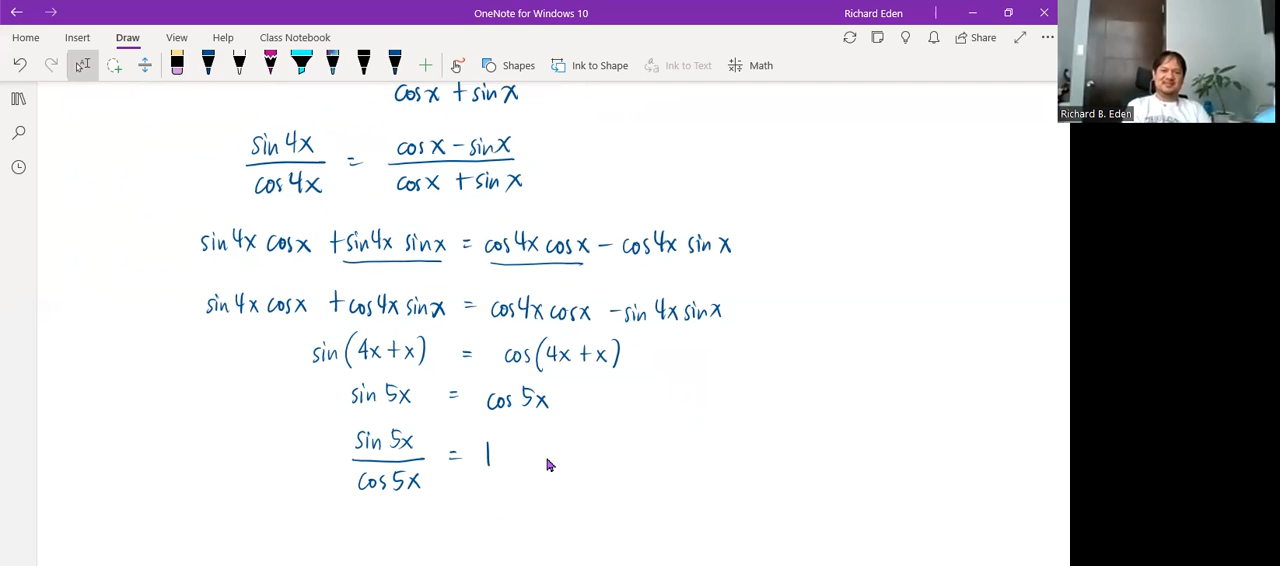 OneNote for Windows 10
Richard Eden
Home Insert Draw View Help Class Notebook
Share
Shapes Ink to Shape Ink to Text Math
cos x + sin x
sin 4x / cos 4x = cos x - sin x / cos x + sin x
sin 4x cos x + sin 4x sin x = cos 4x cos x - cos 4x sin x
sin 4x cos x + cos 4x sin x = cos 4x cos x - sin 4x sin x
sin (4x + x) = cos (4x + x)
sin 5x = cos 5x
sin 5x / cos 5x = 1
Richard B. Eden